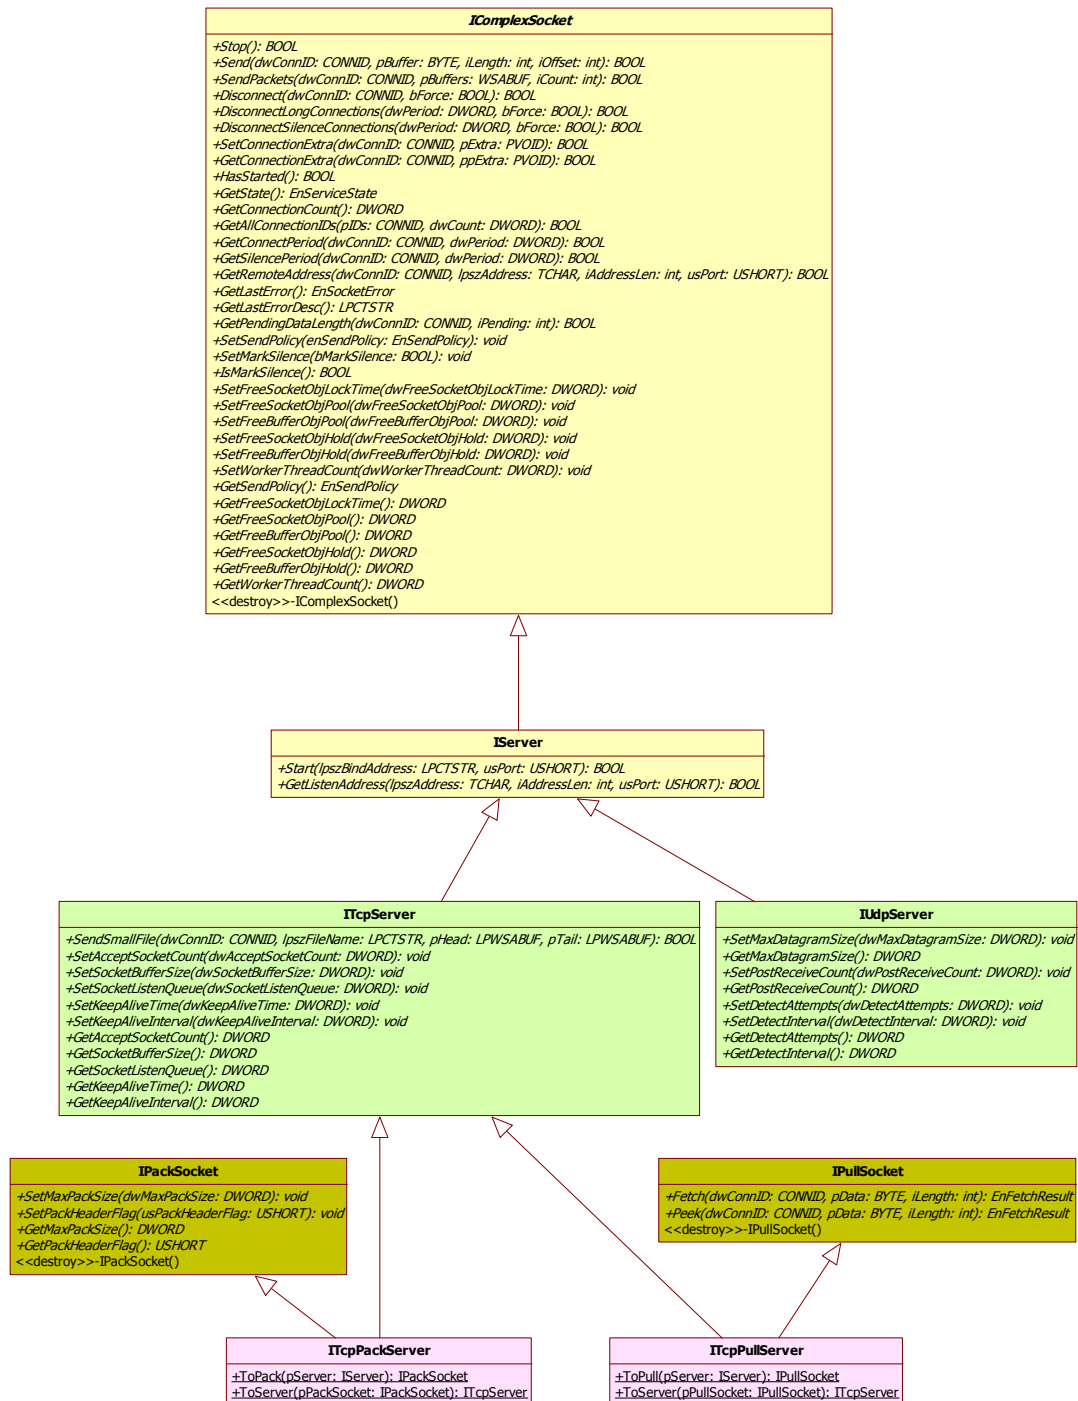 IComplexSocket
+Stop(): BOOL
+Send(dwConnID: CONNID, pBuffer: BYTE, iLength: int, iOffset: int): BOOL
+SendPackets(dwConnID: CONNID, pBuffers: WSABUF, iCount: int): BOOL
+Disconnect(dwConnID: CONNID, bForce: BOOL): BOOL
+DisconnectLongConnections(dwPeriod: DWORD, bForce: BOOL): BOOL
+DisconnectSilenceConnections(dwPeriod: DWORD, bForce: BOOL): BOOL
+SetConnectionExtra(dwConnID: CONNID, pExtra: PVOID): BOOL
+GetConnectionExtra(dwConnID: CONNID, ppExtra: PVOID): BOOL
+HasStarted(): BOOL
+GetState(): EnServiceState
+GetConnectionCount(): DWORD
+GetAllConnectionIDs(pIDs: CONNID, dwCount: DWORD): BOOL
+GetConnectPeriod(dwConnID: CONNID, dwPeriod: DWORD): BOOL
+GetSilencePeriod(dwConnID: CONNID, dwPeriod: DWORD): BOOL
+GetRemoteAddress(dwConnID: CONNID, lpszAddress: TCHAR, iAddressLen: int, usPort: USHORT): BOOL
+GetLastError(): EnSocketError
+GetLastErrorDesc(): LPCTSTR
+GetPendingDataLength(dwConnID: CONNID, iPending: int): BOOL
+SetSendPolicy(enSendPolicy: EnSendPolicy): void
+SetMarkSilence(bMarkSilence: BOOL): void
+IsMarkSilence(): BOOL
+SetFreeSocketObjLockTime(dwFreeSocketObjLockTime: DWORD): void
+SetFreeSocketObjPool(dwFreeSocketObjPool: DWORD): void
+SetFreeBufferObjPool(dwFreeBufferObjPool: DWORD): void
+SetFreeSocketObjHold(dwFreeSocketObjHold: DWORD): void
+SetFreeBufferObjHold(dwFreeBufferObjHold: DWORD): void
+SetWorkerThreadCount(dwWorkerThreadCount: DWORD): void
+GetSendPolicy(): EnSendPolicy
+GetFreeSocketObjLockTime(): DWORD
+GetFreeSocketObjPool(): DWORD
+GetFreeBufferObjPool(): DWORD
+GetFreeSocketObjHold(): DWORD
+GetFreeBufferObjHold(): DWORD
+GetWorkerThreadCount(): DWORD
<<destroy>>-IComplexSocket()
IServer
+Start(lpszBindAddress: LPCTSTR, usPort: USHORT): BOOL
+GetListenAddress(lpszAddress: TCHAR, iAddressLen: int, usPort: USHORT): BOOL
ITcpServer
+SendSmallFile(dwConnID: CONNID, lpszFileName: LPCTSTR, pHead: LPWSABUF, pTail: LPWSABUF): BOOL
+SetAcceptSocketCount(dwAcceptSocketCount: DWORD): void
+SetSocketBufferSize(dwSocketBufferSize: DWORD): void
+SetSocketListenQueue(dwSocketListenQueue: DWORD): void
+SetKeepAliveTime(dwKeepAliveTime: DWORD): void
+SetKeepAliveInterval(dwKeepAliveInterval: DWORD): void
+GetAcceptSocketCount(): DWORD
+GetSocketBufferSize(): DWORD
+GetSocketListenQueue(): DWORD
+GetKeepAliveTime(): DWORD
+GetKeepAliveInterval(): DWORD
IUdpServer
+SetMaxDatagramSize(dwMaxDatagramSize: DWORD): void
+GetMaxDatagramSize(): DWORD
+SetPostReceiveCount(dwPostReceiveCount: DWORD): void
+GetPostReceiveCount(): DWORD
+SetDetectAttempts(dwDetectAttempts: DWORD): void
+SetDetectInterval(dwDetectInterval: DWORD): void
+GetDetectAttempts(): DWORD
+GetDetectInterval(): DWORD
IPackSocket
+SetMaxPackSize(dwMaxPackSize: DWORD): void
+SetPackHeaderFlag(usPackHeaderFlag: USHORT): void
+GetMaxPackSize(): DWORD
+GetPackHeaderFlag(): USHORT
<<destroy>>-IPackSocket()
IPullSocket
+Fetch(dwConnID: CONNID, pData: BYTE, iLength: int): EnFetchResult
+Peek(dwConnID: CONNID, pData: BYTE, iLength: int): EnFetchResult
<<destroy>>-IPullSocket()
ITcpPackServer
+ToPack(pServer: IServer): IPackSocket
+ToServer(pPackSocket: IPackSocket): ITcpServer
ITcpPullServer
+ToPull(pServer: IServer): IPullSocket
+ToServer(pPullSocket: IPullSocket): ITcpServer